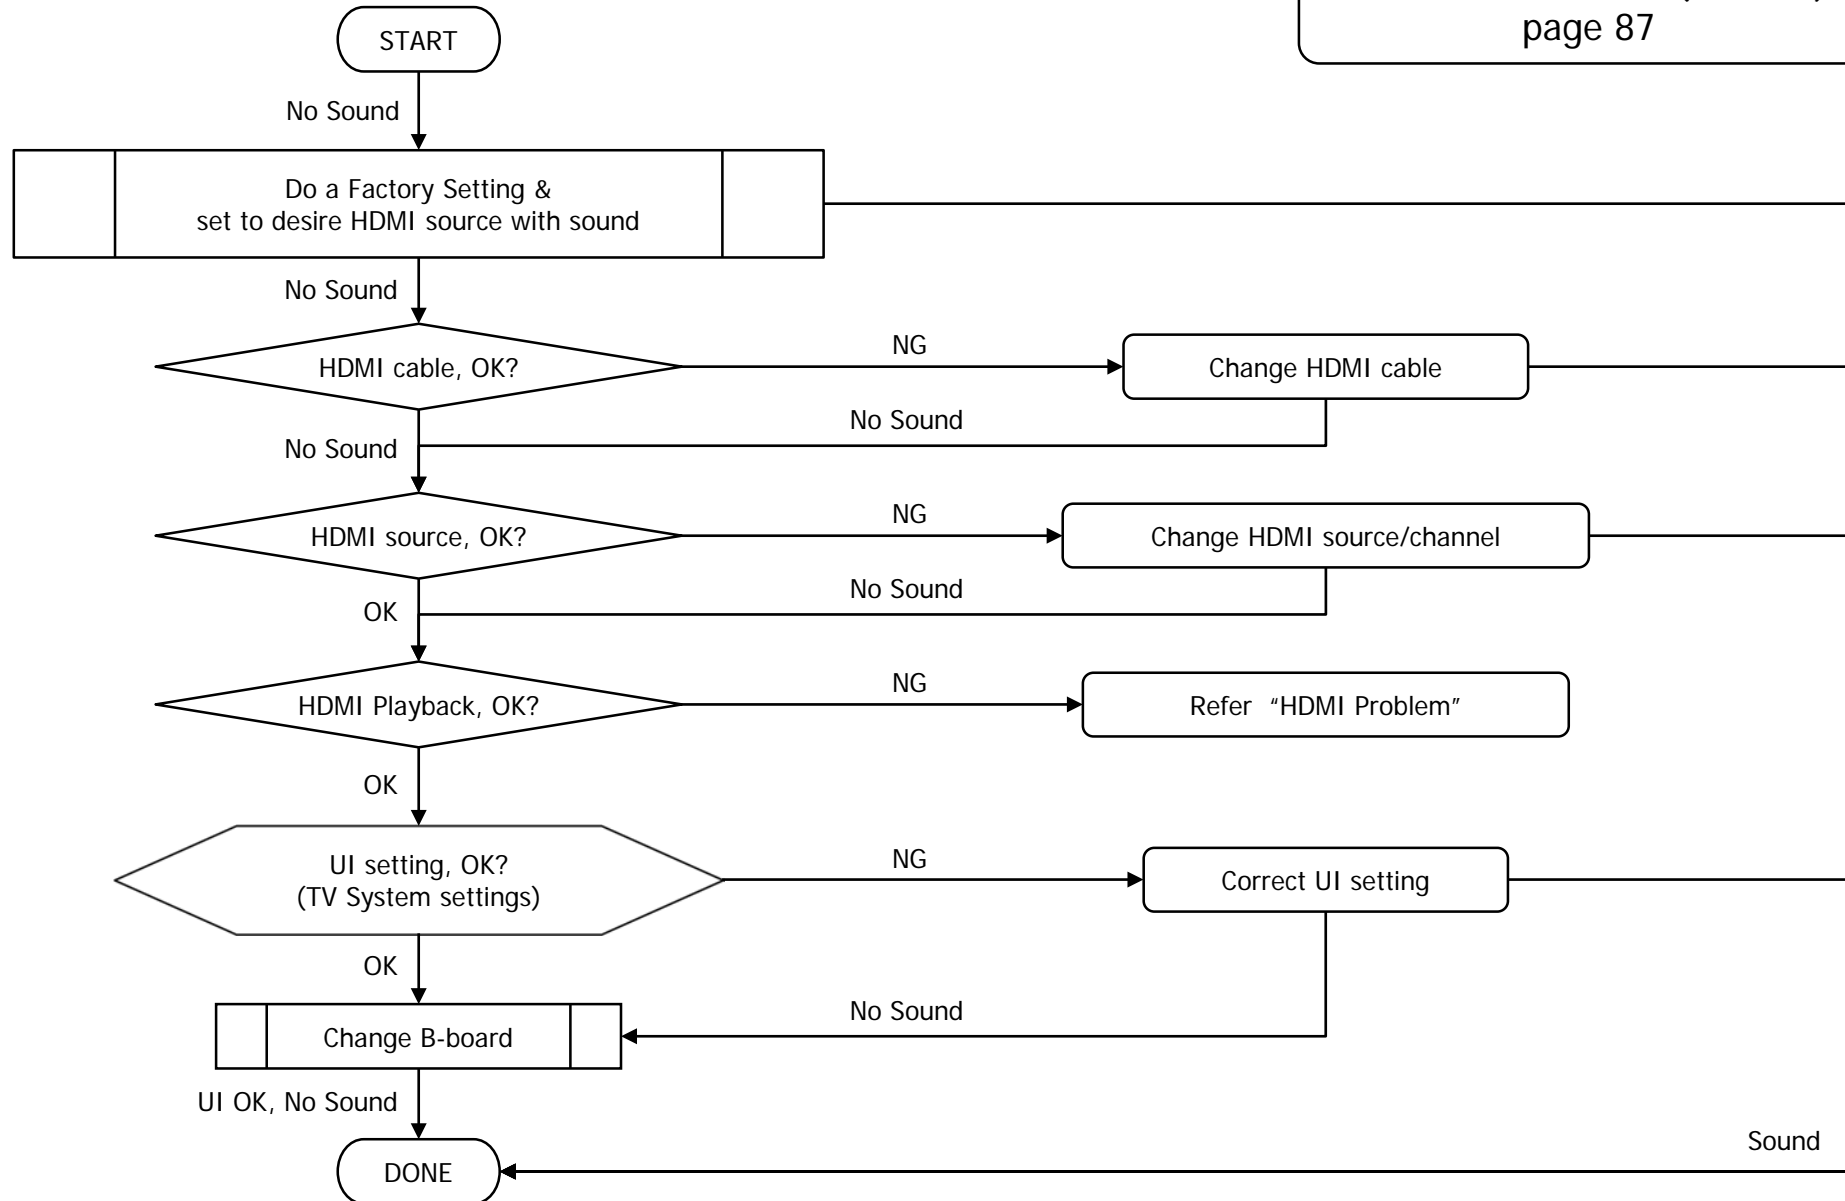 page 87
START
No Sound
Do a Factory Setting &
set to desire HDMI source with sound
No Sound
HDMI cable, OK?
NG
Change HDMI cable
No Sound
No Sound
HDMI source, OK?
NG
Change HDMI source/channel
No Sound
OK
HDMI Playback, OK?
NG
Refer “HDMI Problem”
OK
UI setting, OK?
(TV System settings)
NG
Correct UI setting
OK
No Sound
Change B-board
UI OK, No Sound
Sound
DONE